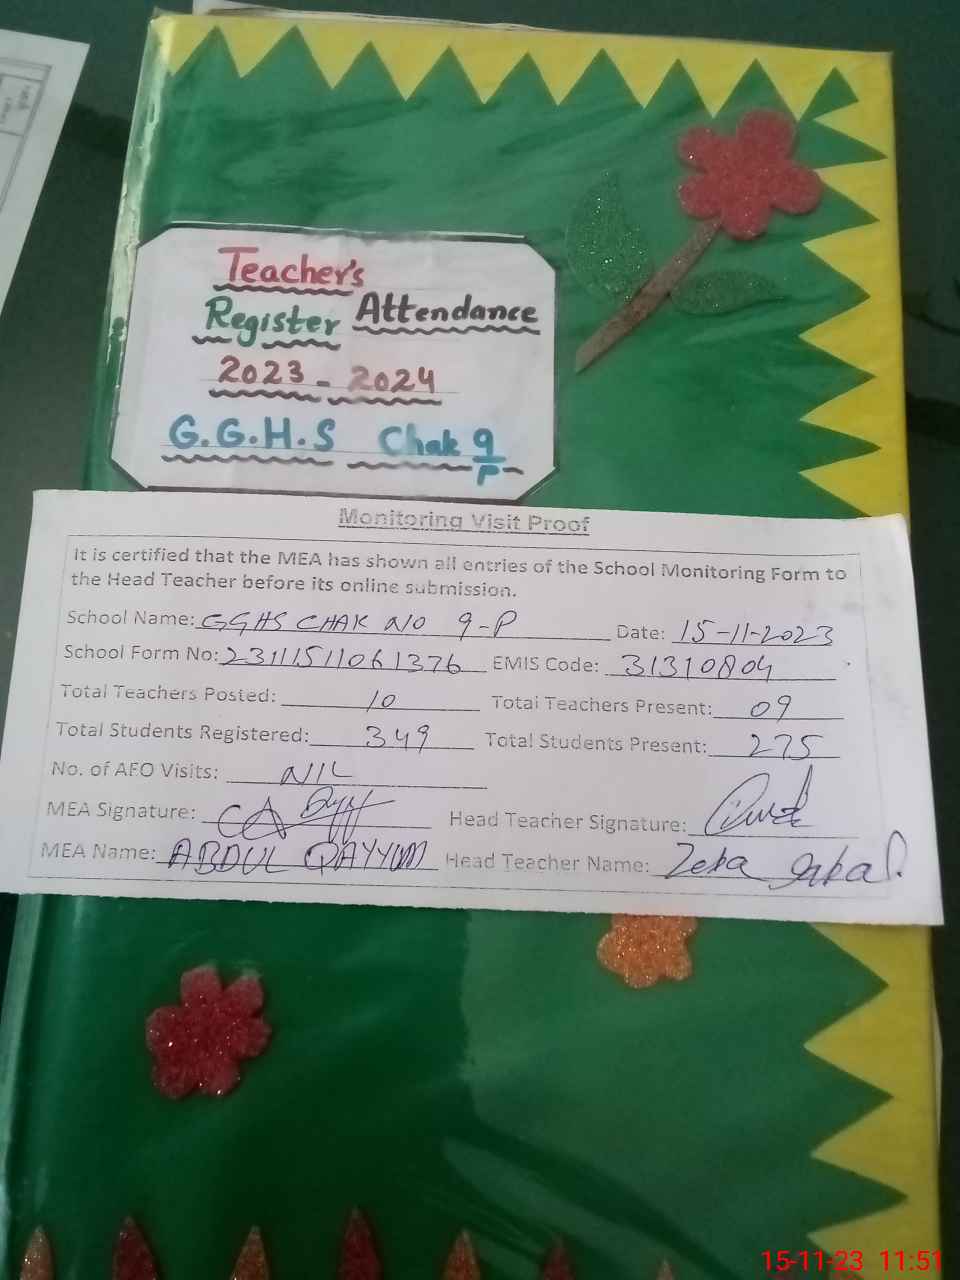 Teacher's
Register Attendance
2023 - 2024
G.G.H.S Chak 9/P
Monitoring Visit Proof
It is certified that the MEA has shown all entries of the School Monitoring Form to
the Head Teacher before its online submission.
School Name: GGHS CHAK NO 9-P Date: 15-11-2023
School Form No: 23111511061376 EMIS Code: 31310804
Total Teachers Posted: 10 Total Teachers Present: 09
Total Students Registered: 349 Total Students Present: 275
No. of AEO Visits: NIL
MEA Signature: Head Teacher Signature:
MEA Name: ABDUL QAYYUM Head Teacher Name: Zeba Iqbal
15-11-23 11:51